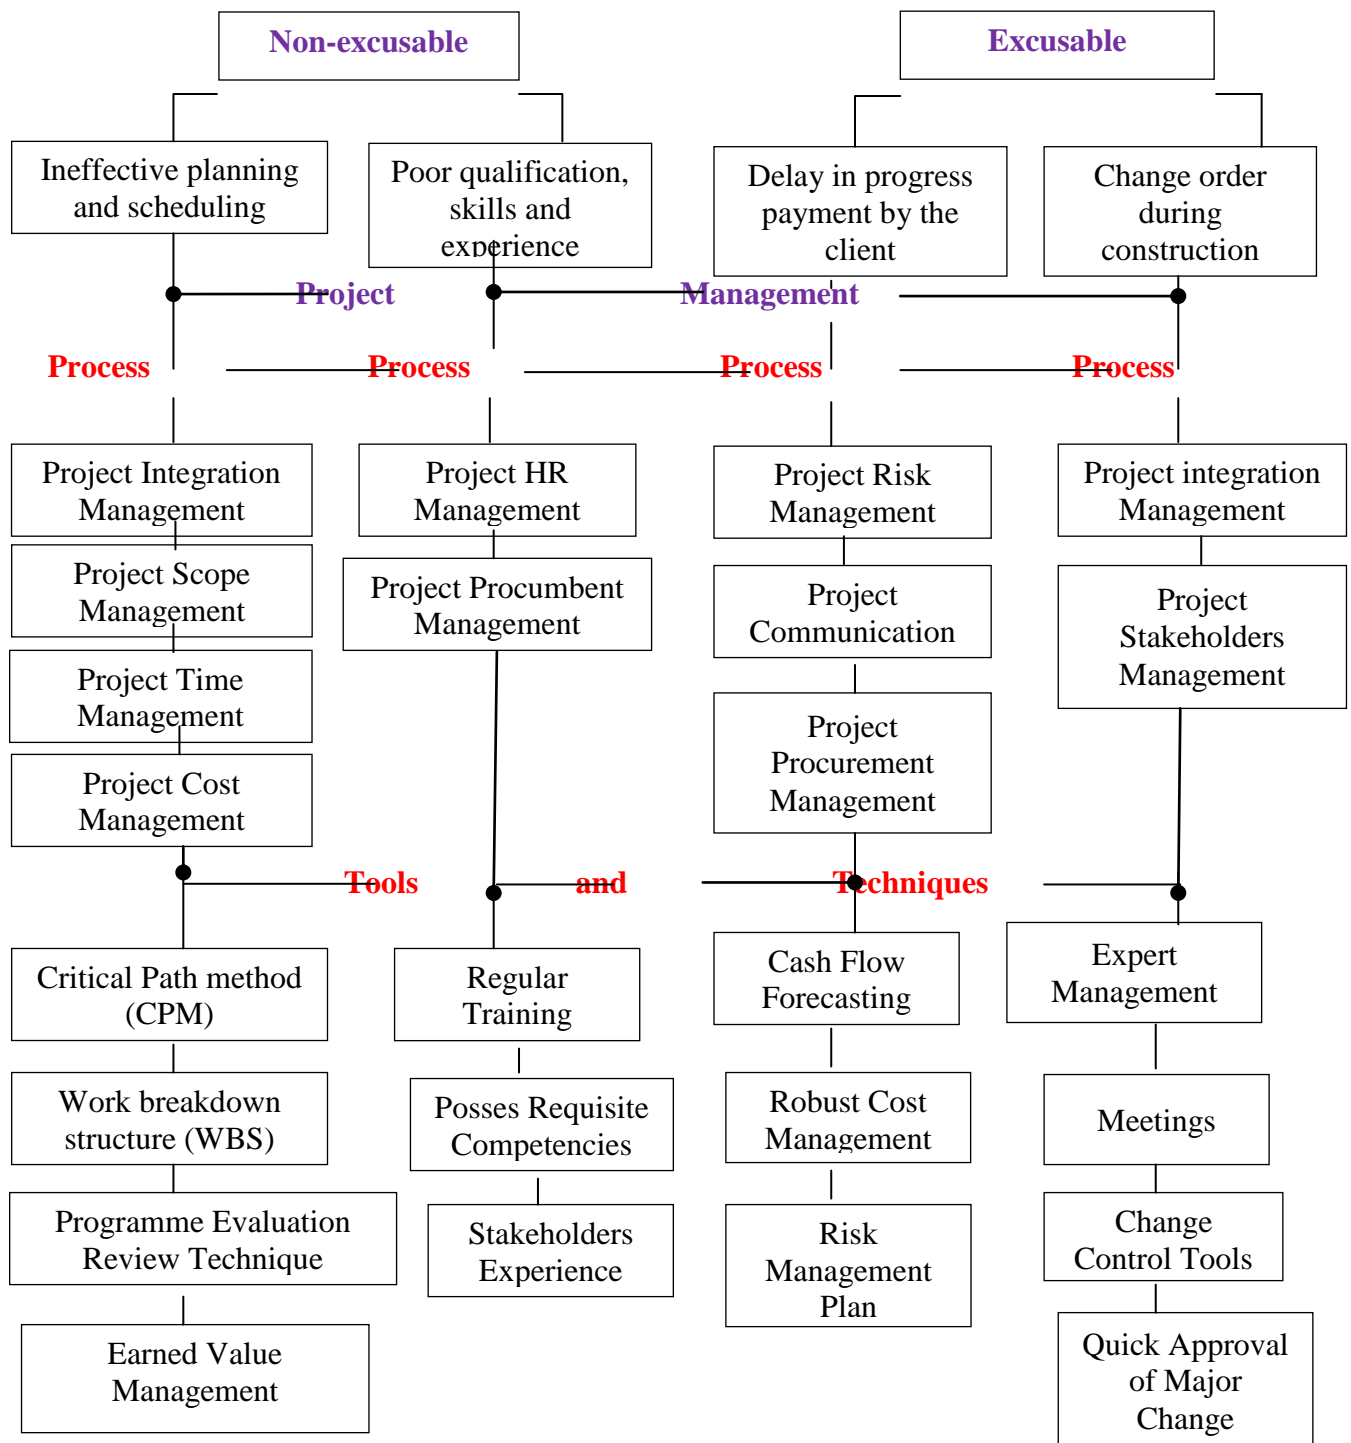 Non-excusable
Excusable
Ineffective planning
and scheduling
Poor qualification,
skills and
experience
Delay in progress
payment by the
client
Change order
during
construction
Project
Management
Process
Process
Process
Process
Project Integration
Management
Project HR
Management
Project Risk
Management
Project integration
Management
Project Scope
Management
Project Procumbent
Management
Project
Communication
Project
Stakeholders
Management
Project Time
Management
Project
Procurement
Management
Project Cost
Management
Tools
and
Techniques
Critical Path method
(CPM)
Regular
Training
Cash Flow
Forecasting
Expert
Management
Work breakdown
structure (WBS)
Posses Requisite
Competencies
Robust Cost
Management
Meetings
Programme Evaluation
Review Technique
Stakeholders
Experience
Risk
Management
Plan
Change
Control Tools
Earned Value
Management
Quick Approval
of Major
Change